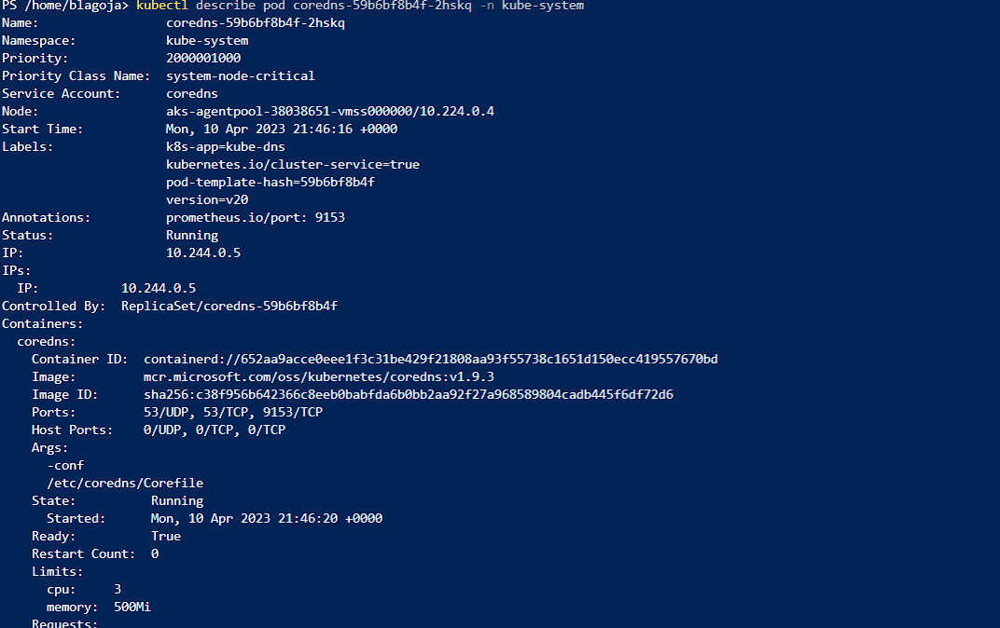 PS /home/blagoja> kubectl describe pod coredns-59b6bf8b4f-2hskq -n kube-system
Name:                 coredns-59b6bf8b4f-2hskq
Namespace:            kube-system
Priority:             2000001000
Priority Class Name:  system-node-critical
Service Account:      coredns
Node:                 aks-agentpool-38038651-vmss000000/10.224.0.4
Start Time:           Mon, 10 Apr 2023 21:46:16 +0000
Labels:               k8s-app=kube-dns
                      kubernetes.io/cluster-service=true
                      pod-template-hash=59b6bf8b4f
                      version=v20
Annotations:          prometheus.io/port: 9153
Status:               Running
IP:                   10.244.0.5
IPs:
  IP:           10.244.0.5
Controlled By:  ReplicaSet/coredns-59b6bf8b4f
Containers:
  coredns:
    Container ID:  containerd://652aa9acce0eee1f3c31be429f21808aa93f55738c1651d150ecc419557670bd
    Image:         mcr.microsoft.com/oss/kubernetes/coredns:v1.9.3
    Image ID:      sha256:c38f956b642366c8eeb0babfda6b0bb2aa92f27a968589804cadb445f6df72d6
    Ports:         53/UDP, 53/TCP, 9153/TCP
    Host Ports:    0/UDP, 0/TCP, 0/TCP
    Args:
      -conf
      /etc/coredns/Corefile
    State:          Running
      Started:      Mon, 10 Apr 2023 21:46:20 +0000
    Ready:          True
    Restart Count:  0
    Limits:
      cpu:     3
      memory:  500Mi
    Requests: